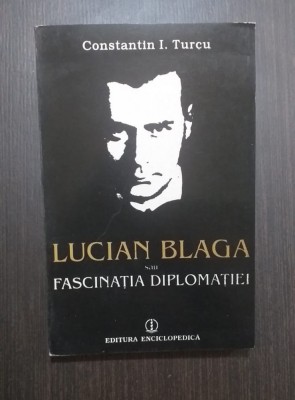 Constantin I. Turcu
LUCIAN BLAGA
sau
FASCINAȚIA DIPLOMAȚIEI
EDITURA ENCICLOPEDICĂ